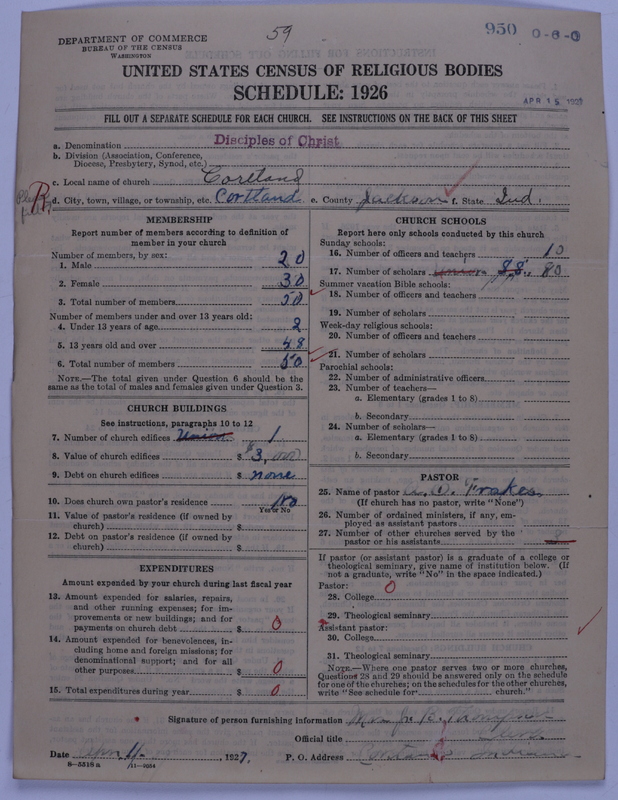 59
950 0-6-0
DEPARTMENT OF COMMERCE
BUREAU OF THE CENSUS
WASHINGTON
UNITED STATES CENSUS OF RELIGIOUS BODIES
SCHEDULE: 1926
APR 15 1927
FILL OUT A SEPARATE SCHEDULE FOR EACH CHURCH. SEE INSTRUCTIONS ON THE BACK OF THIS SHEET
a. Denomination Disciples of Christ
b. Division (Association, Conference,
Diocese, Presbytery, Synod, etc.)
c. Local name of church Cortland
d. City, town, village, or township, etc. Cortland e. County Jackson f. State Ind.
MEMBERSHIP
Report number of members according to definition of
member in your church
Number of members, by sex:
1. Male 20
2. Female 30
3. Total number of members 50
Number of members under and over 13 years old:
4. Under 13 years of age 2
5. 13 years old and over 48
6. Total number of members 50
NOTE.—The total given under Question 6 should be the
same as the total of males and females given under Question 3.
CHURCH BUILDINGS
See instructions, paragraphs 10 to 12
7. Number of church edifices Union 1
8. Value of church edifices $ $3,000
9. Debt on church edifices $ none
10. Does church own pastor's residence No
Yes or No
11. Value of pastor's residence (if owned by
church) $
12. Debt on pastor's residence (if owned by
church) $
EXPENDITURES
Amount expended by your church during last fiscal year
13. Amount expended for salaries, repairs,
and other running expenses; for im-
provements or new buildings; and for
payments on church debt $ 0
14. Amount expended for benevolences, in-
cluding home and foreign missions; for
denominational support; and for all
other purposes $ 0
15. Total expenditures during year $ 0
CHURCH SCHOOLS
Report here only schools conducted by this church
Sunday schools:
16. Number of officers and teachers 10
17. Number of scholars Union 88 80
Summer vacation Bible schools:
18. Number of officers and teachers
19. Number of scholars
Week-day religious schools:
20. Number of officers and teachers
21. Number of scholars
Parochial schools:
22. Number of administrative officers
23. Number of teachers—
a. Elementary (grades 1 to 8)
b. Secondary
24. Number of scholars—
a. Elementary (grades 1 to 8)
b. Secondary
PASTOR
25. Name of pastor Frakes
(If church has no pastor, write "None")
26. Number of ordained ministers, if any, em-
ployed as assistant pastors
27. Number of other churches served by the
pastor or his assistants
If pastor (or assistant pastor) is a graduate of a college or
theological seminary, give name of institution below. (If
not a graduate, write "No" in the space indicated.)
Pastor: 0
28. College
29. Theological seminary
Assistant pastor:
30. College
31. Theological seminary
NOTE.—Where one pastor serves two or more churches,
Questions 28 and 29 should be answered only on the schedule
for one of the churches; on the schedules for the other churches,
write "See schedule for church."
Signature of person furnishing information Thompson
Official title
Date April 11 1927. P. O. Address Cortland Indiana
8-5518 a 11-9054